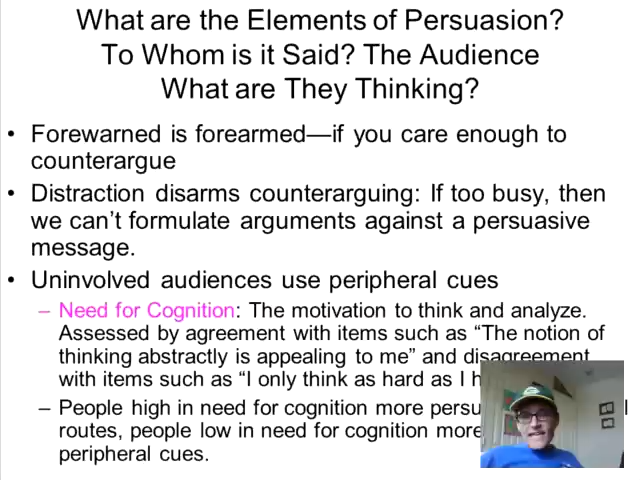 What are the Elements of Persuasion?
To Whom is it Said? The Audience
What are They Thinking?
• Forewarned is forearmed—if you care enough to
counterargue
• Distraction disarms counterarguing: If too busy, then
we can't formulate arguments against a persuasive
message.
• Uninvolved audiences use peripheral cues
– Need for Cognition: The motivation to think and analyze.
Assessed by agreement with items such as “The notion of
thinking abstractly is appealing to me” and disagreement
with items such as “I only think as hard as I
– People high in need for cognition more
routes, people low in need for cognition more
peripheral cues.